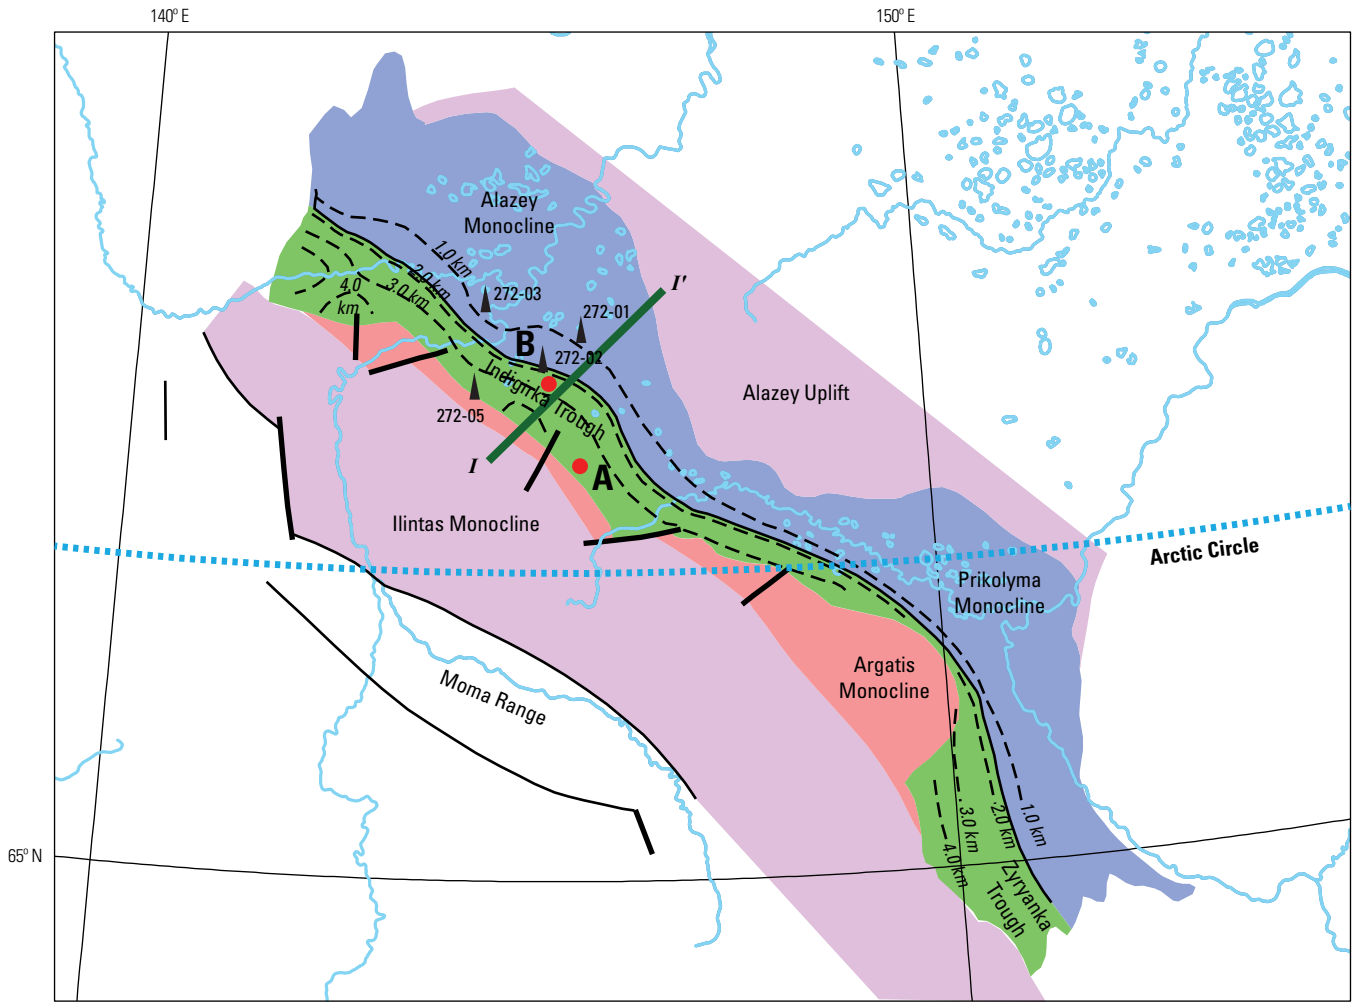 140° E
150° E
Alazey
Monocline
1.0 km
2.0 km
3.0 km
4.0
km
272-03
I'
272-01
B
272-02
Indigirka Trough
272-05
Alazey Uplift
I
A
Ilintas Monocline
Arctic Circle
Prikolyma
Monocline
Argatis
Monocline
Moma Range
1.0 km
2.0 km
3.0 km
4.0 km
65° N
Zyryanka
Trough